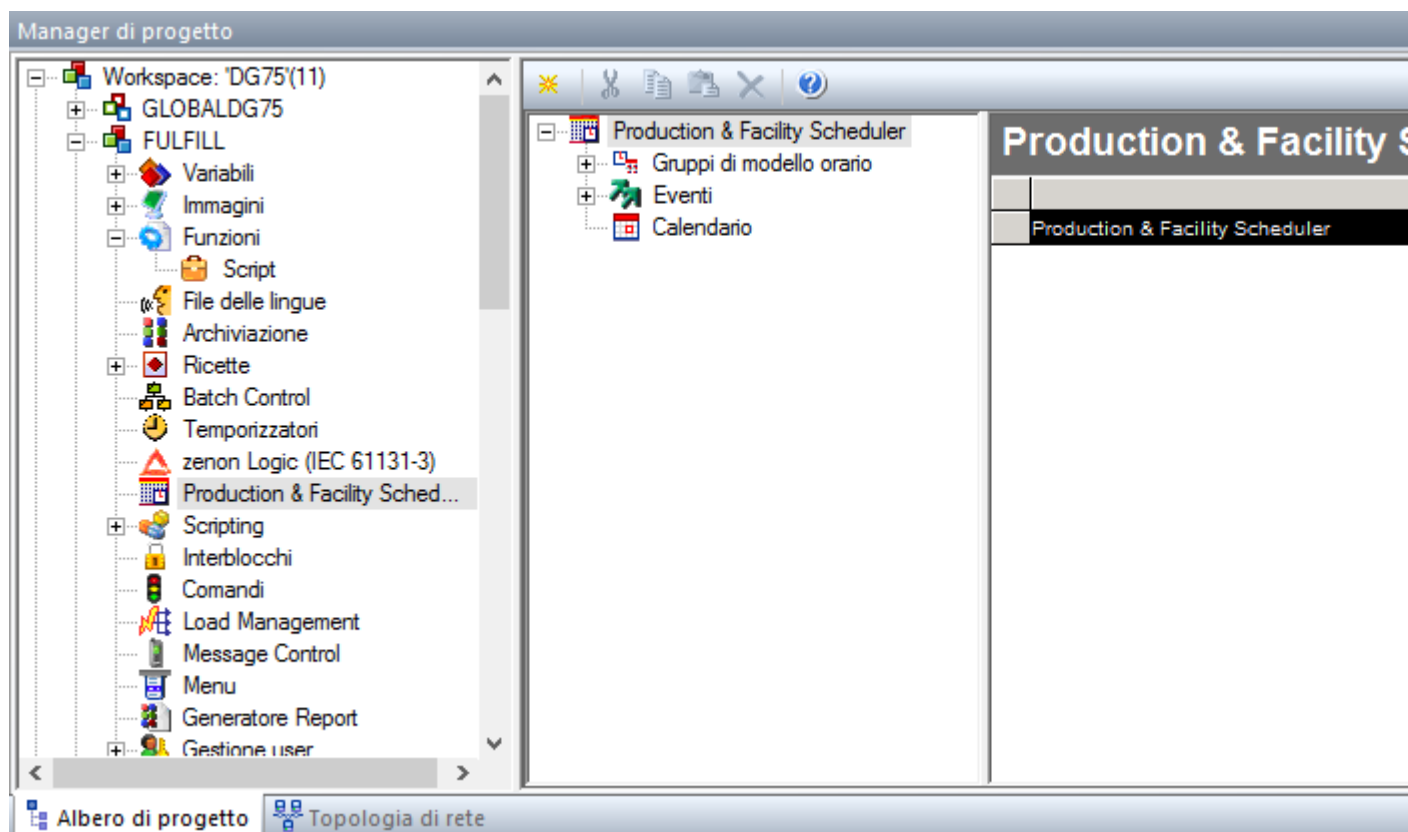 Manager di progetto
Workspace: 'DG75'(11)
GLOBALDG75
FULFILL
Variabili
Immagini
Funzioni
Script
File delle lingue
Archiviazione
Ricette
Batch Control
Temporizzatori
zenon Logic (IEC 61131-3)
Production & Facility Sched...
Scripting
Interblocchi
Comandi
Load Management
Message Control
Menu
Generatore Report
Gestione user
Albero di progetto
Topologia di rete
Production & Facility Scheduler
Gruppi di modello orario
Eventi
Calendario
Production & Facility S
Production & Facility Scheduler